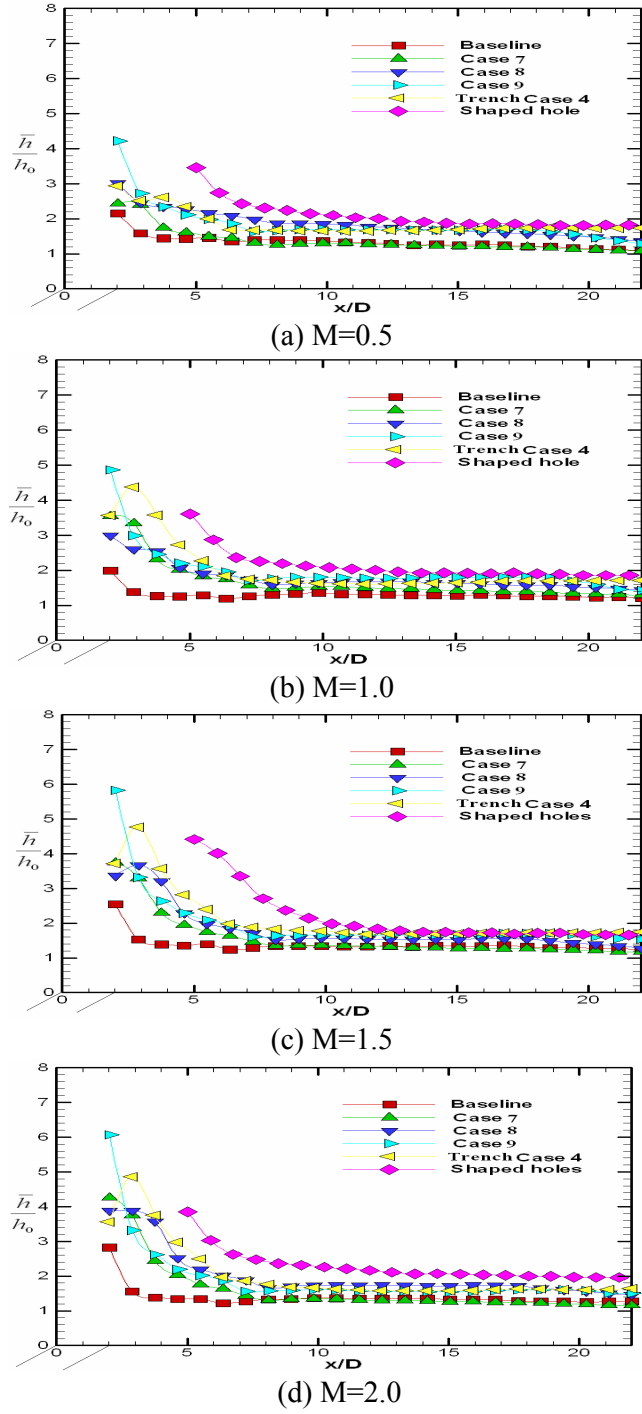 8
7
6
5
4
3
2
1
0
h̅
h₀
Baseline
Case 7
Case 8
Case 9
Trench Case 4
Shaped hole
0 5 10 15 20
x/D
(a) M=0.5
8
7
6
5
4
3
2
1
0
h̅
h₀
Baseline
Case 7
Case 8
Case 9
Trench Case 4
Shaped hole
0 5 10 15 20
x/D
(b) M=1.0
8
7
6
5
4
3
2
1
0
h̅
h₀
Baseline
Case 7
Case 8
Case 9
Trench Case 4
Shaped holes
0 5 10 15 20
x/D
(c) M=1.5
8
7
6
5
4
3
2
1
0
h̅
h₀
Baseline
Case 7
Case 8
Case 9
Trench Case 4
Shaped holes
0 5 10 15 20
x/D
(d) M=2.0